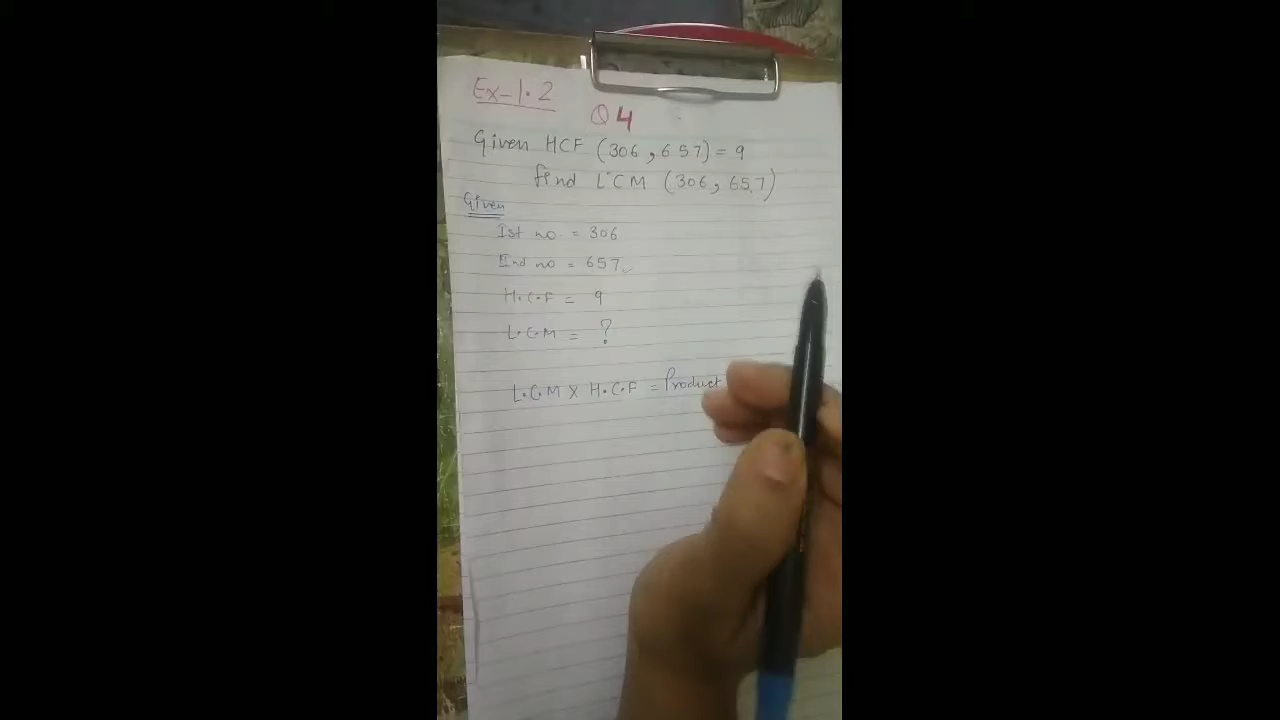 Ex-1.2
Q4
Given HCF (306, 657) = 9
find LCM (306, 657)
Given
Ist no = 306
IInd no = 657
H.C.F = 9
L.C.M = ?
L.C.M X H.C.F = Product